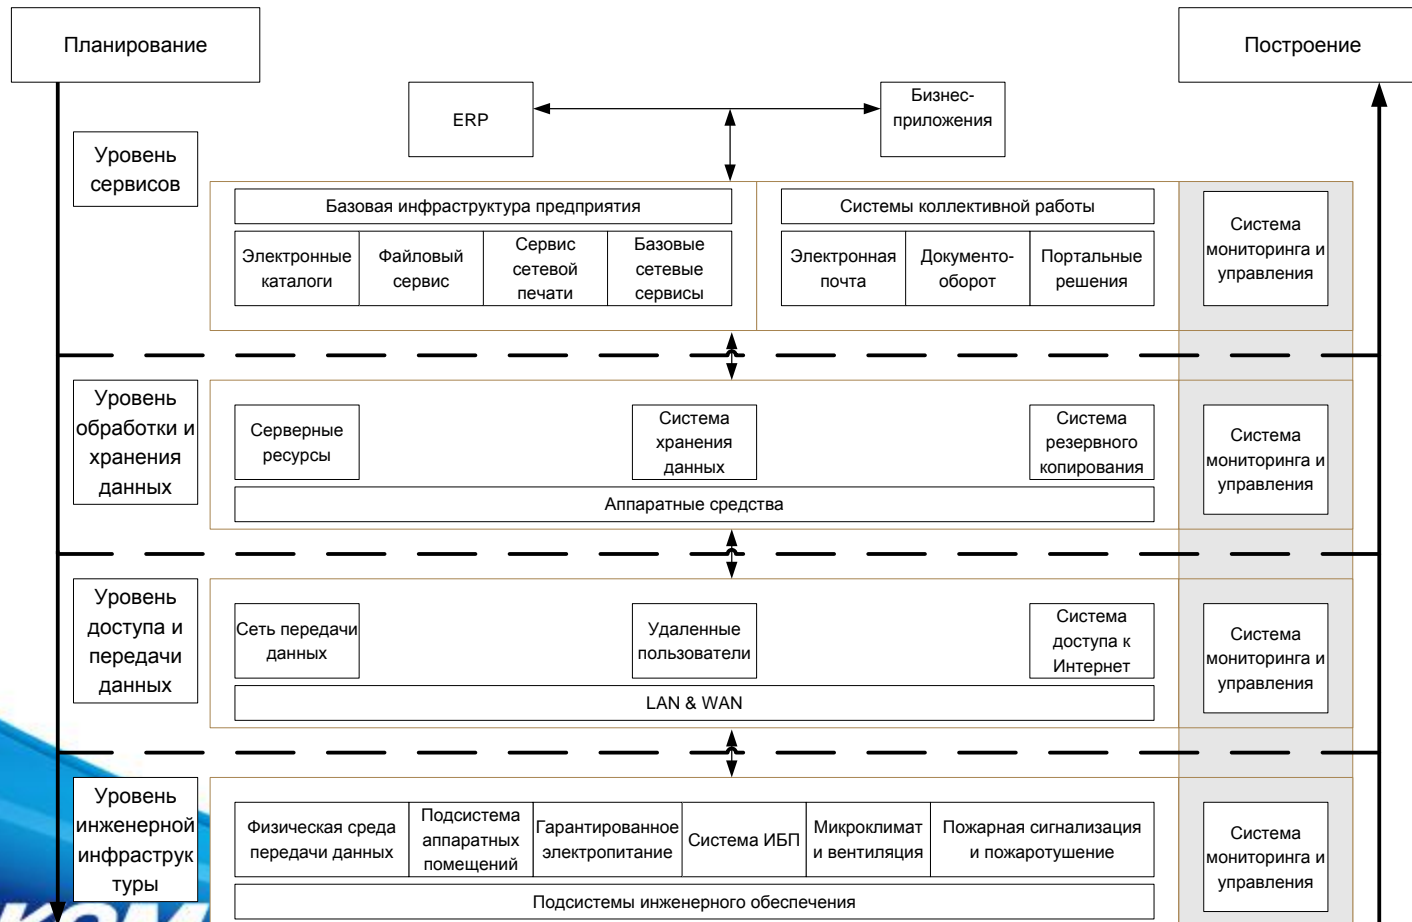 Планирование
Построение
ERP
Бизнес-
приложения
Уровень
сервисов
Базовая инфраструктура предприятия
Системы коллективной работы
Электронные
каталоги
Файловый
сервис
Сервис
сетевой
печати
Базовые
сетевые
сервисы
Электронная
почта
Документо-
оборот
Портальные
решения
Система
мониторинга и
управления
Уровень
обработки и
хранения
данных
Серверные
ресурсы
Система
хранения
данных
Система
резервного
копирования
Аппаратные средства
Система
мониторинга и
управления
Уровень
доступа и
передачи
данных
Сеть передачи
данных
Удаленные
пользователи
Система
доступа к
Интернет
LAN & WAN
Система
мониторинга и
управления
Уровень
инженерной
инфраструк
туры
Физическая среда
передачи данных
Подсистема
аппаратных
помещений
Гарантированное
электропитание
Система ИБП
Микроклимат
и вентиляция
Пожарная сигнализация
и пожаротушение
Подсистемы инженерного обеспечения
Система
мониторинга и
управления